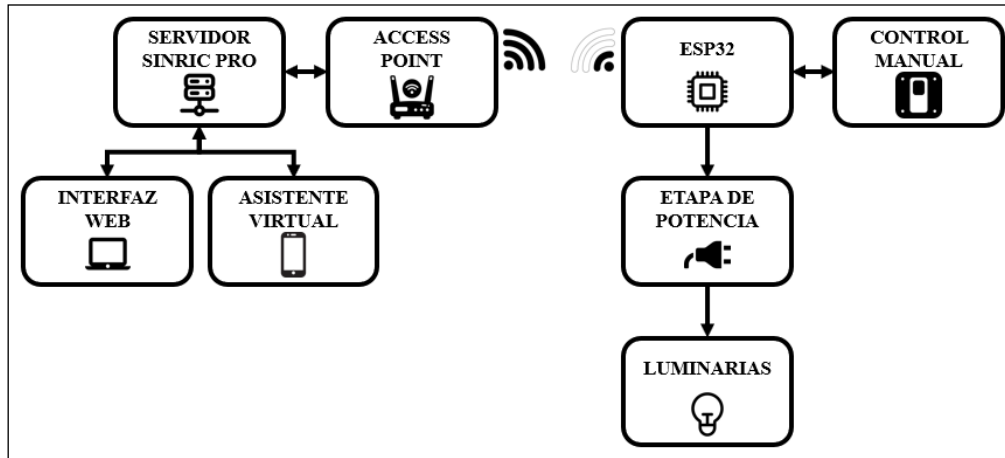 SERVIDOR
SINRIC PRO
ACCESS
POINT
ESP32
CONTROL
MANUAL
INTERFAZ
WEB
ASISTENTE
VIRTUAL
ETAPA DE
POTENCIA
LUMINARIAS